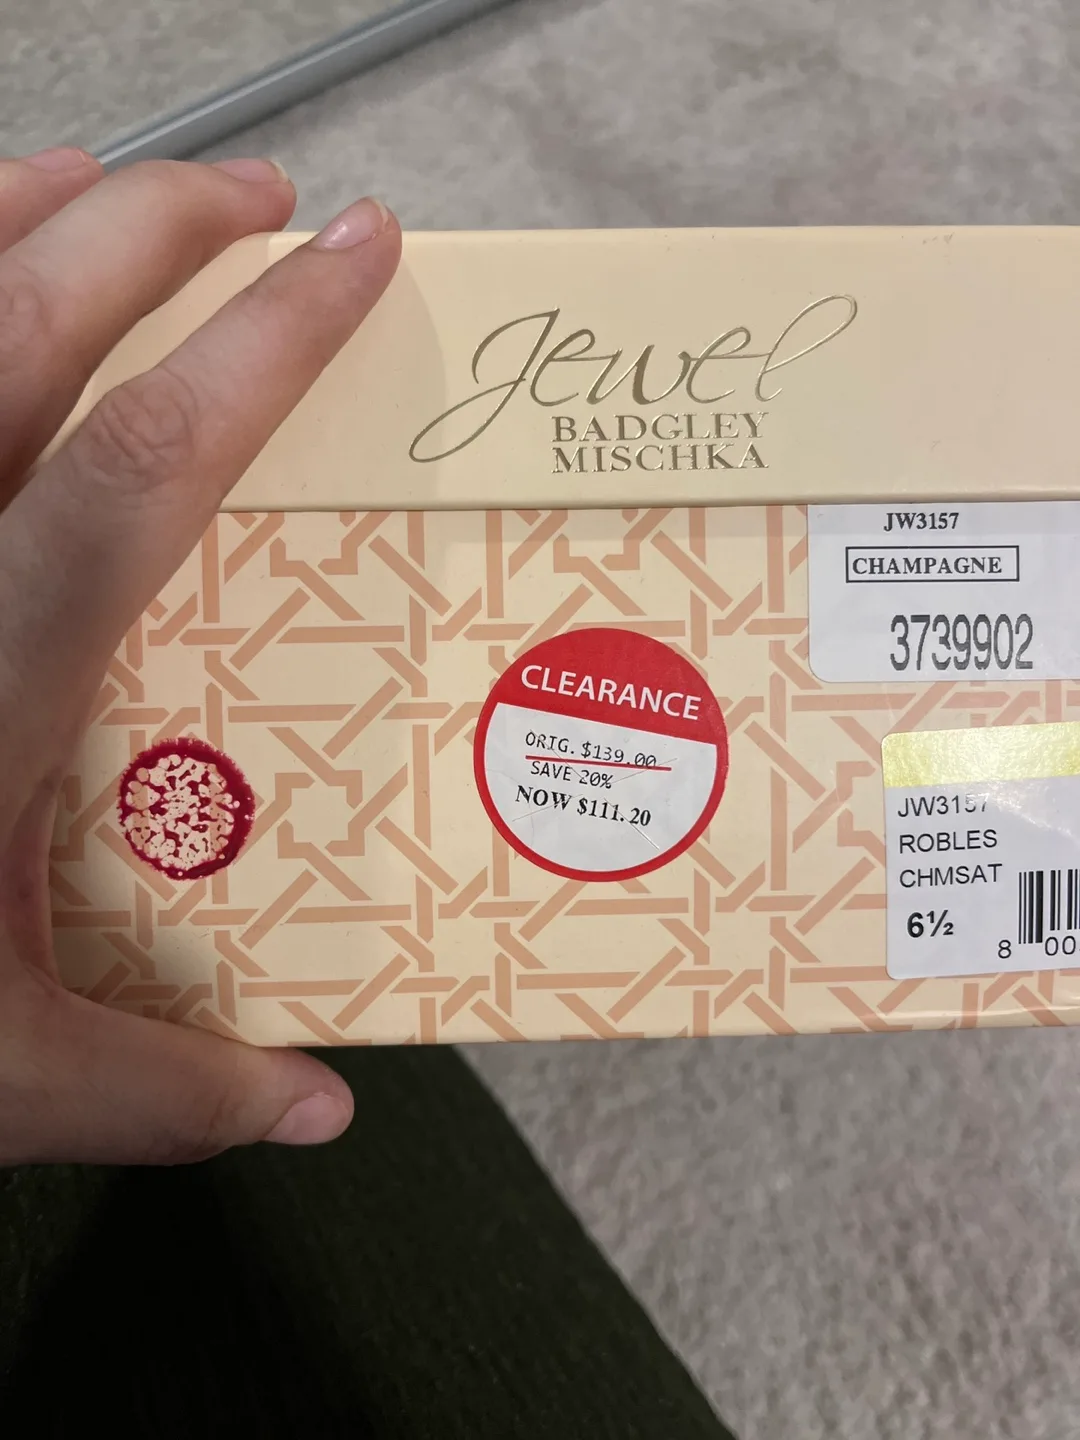 Jewel
BADGLEY
MISCHKA
JW3157
CHAMPAGNE
3739902
CLEARANCE
ORIG. $139.00
SAVE 20%
NOW $111.20
JW3157
ROBLES
CHMSAT
6½
8 00